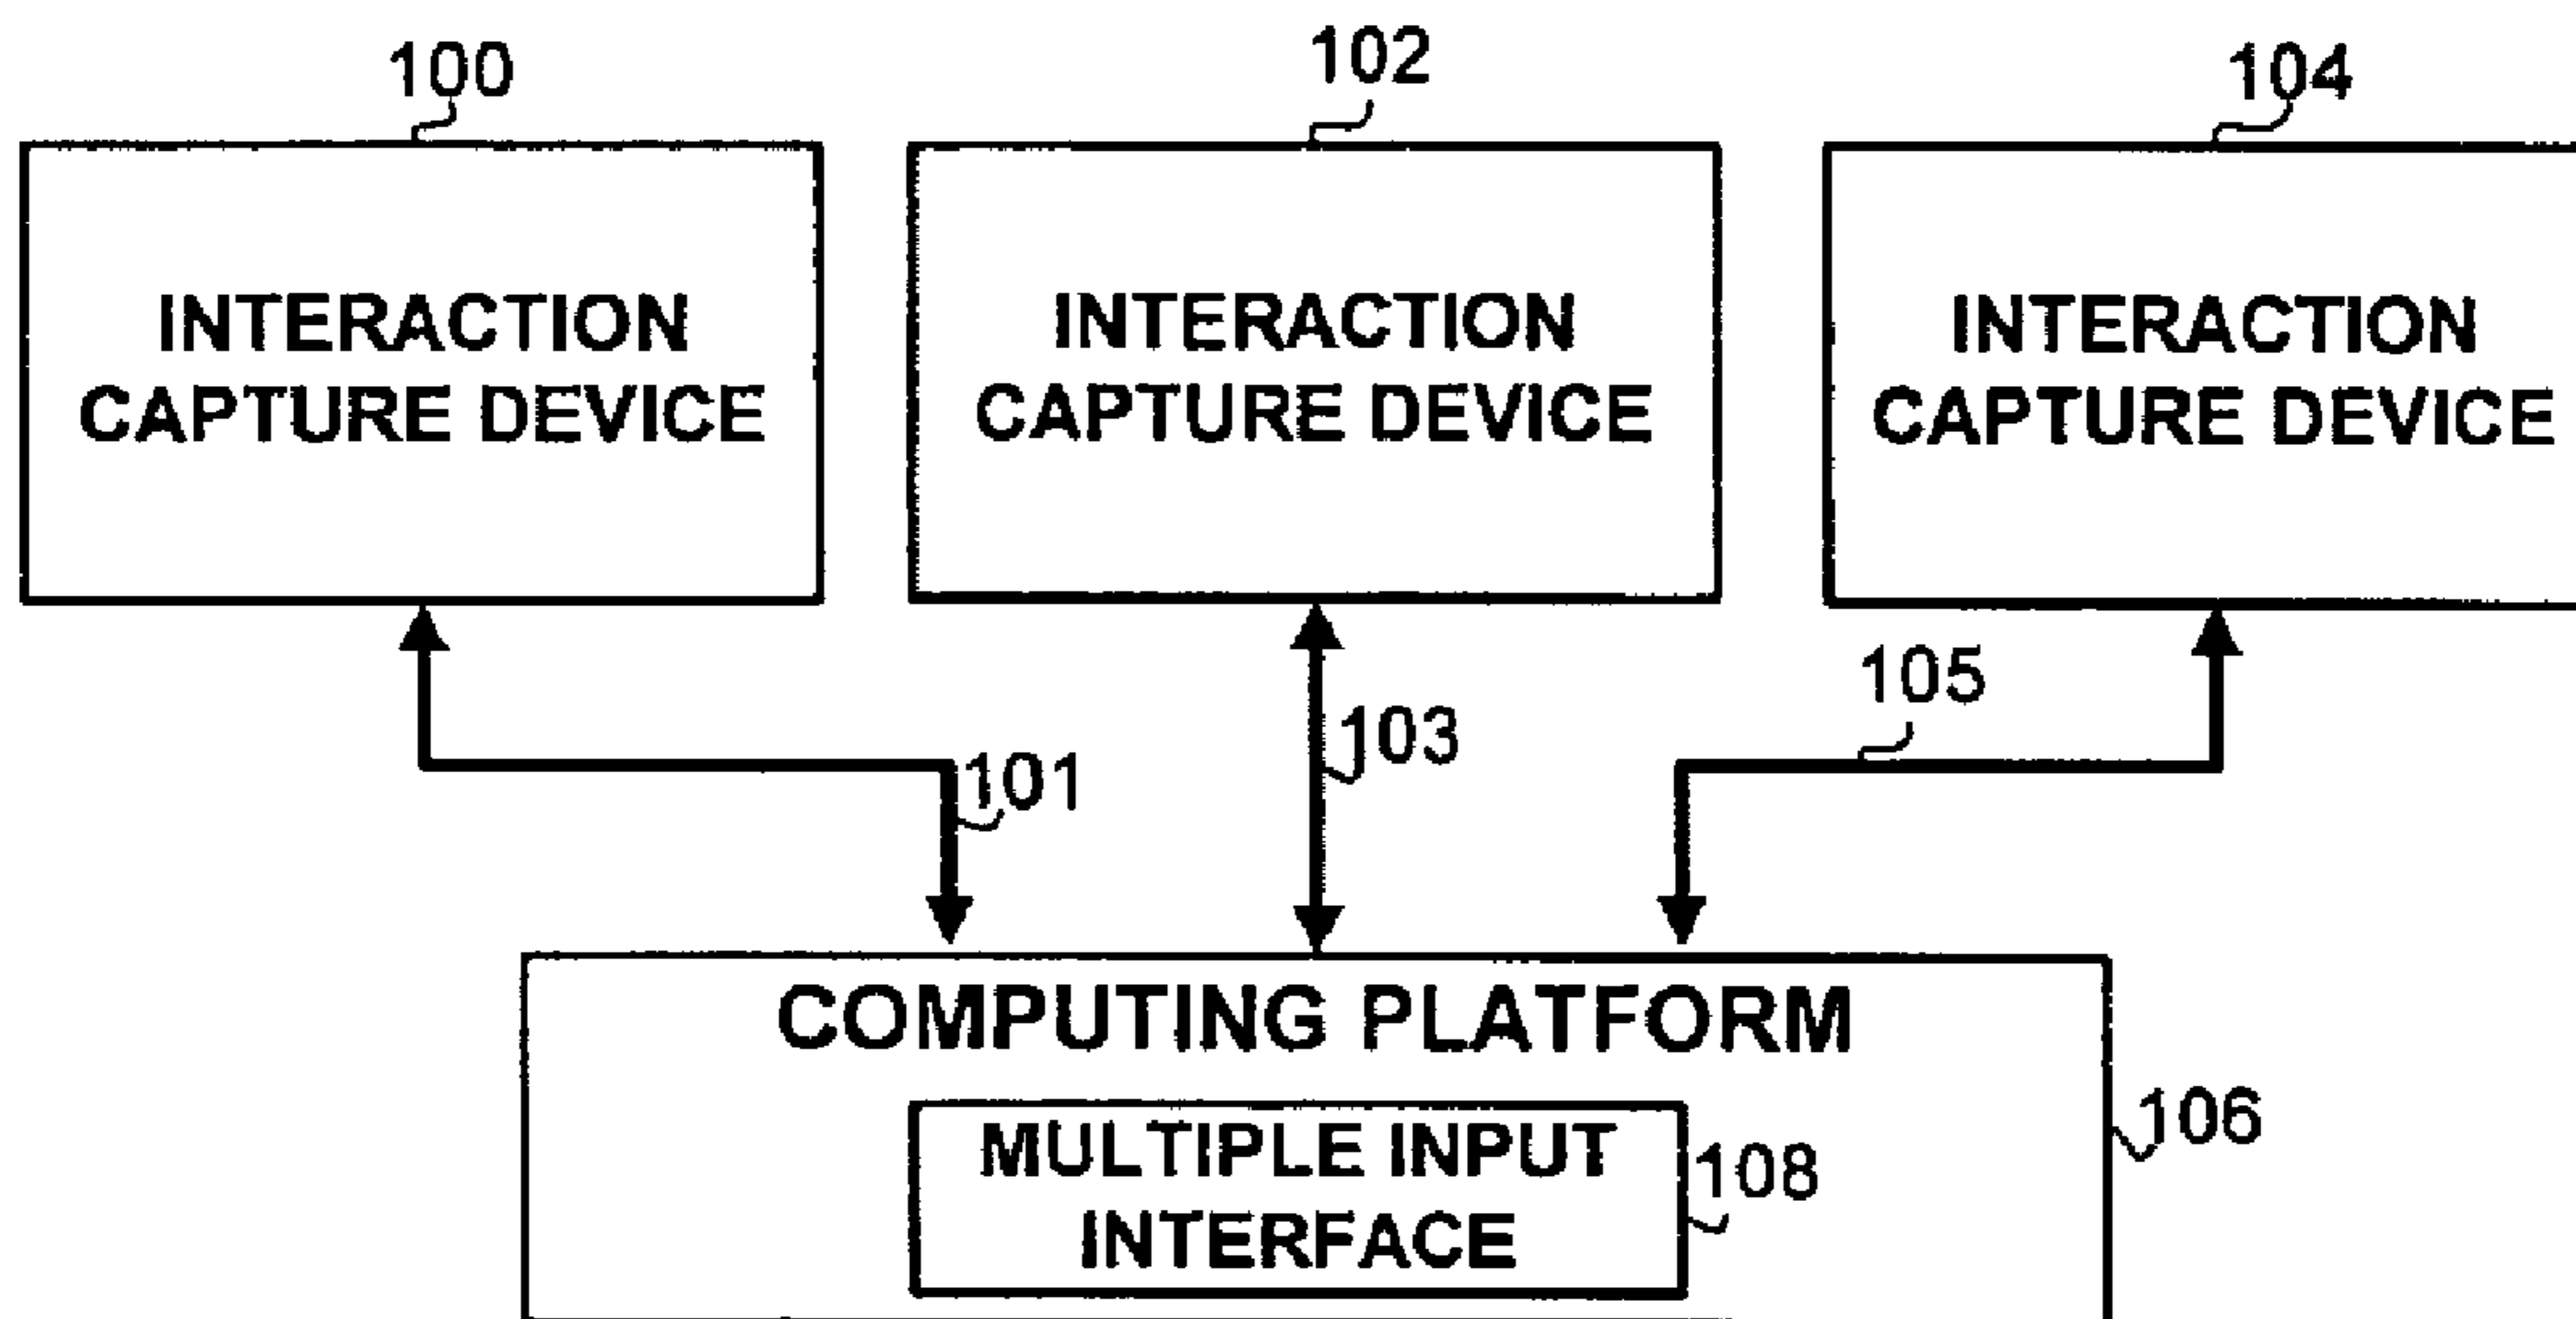 100
102
104
INTERACTION
CAPTURE DEVICE
INTERACTION
CAPTURE DEVICE
INTERACTION
CAPTURE DEVICE
101
103
105
COMPUTING PLATFORM
106
MULTIPLE INPUT
INTERFACE
108